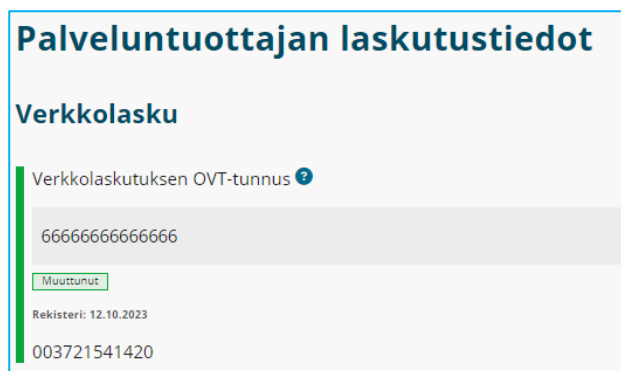 Palveluntuottajan laskutustiedot
Verkkolasku
Verkkolaskutuksen OVT-tunnus ?
66666666666666
Muuttunut
Rekisteri: 12.10.2023
003721541420